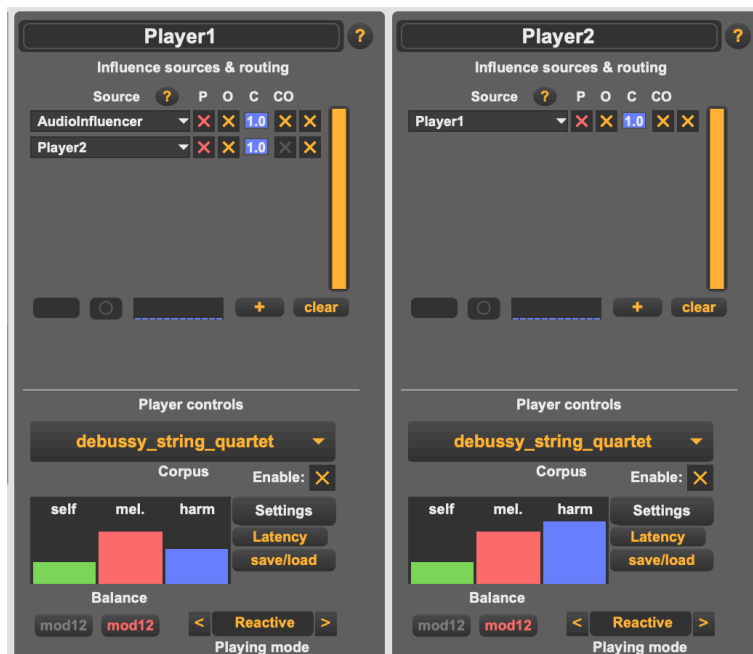 Player1 ?
Influence sources & routing
Source ? P O C CO
AudioInfluencer 1.0
Player2 1.0
+ clear
Player controls
debussy_string_quartet
Corpus Enable:
self mel. harm Settings
Latency
save/load
Balance
mod12 mod12 < Reactive >
Playing mode
Player2 ?
Influence sources & routing
Source ? P O C CO
Player1 1.0
+ clear
Player controls
debussy_string_quartet
Corpus Enable:
self mel. harm Settings
Latency
save/load
Balance
mod12 mod12 < Reactive >
Playing mode